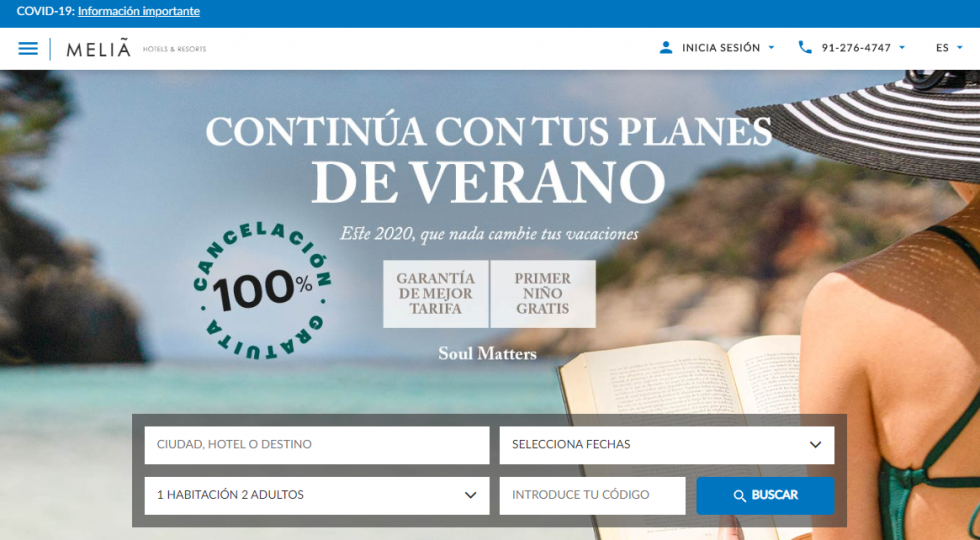 COVID-19: Información importante
MELIÃ HOTELS & RESORTS
INICIA SESIÓN
91-276-4747
ES
CONTINÚA CON TUS PLANES
DE VERANO
Este 2020, que nada cambie tus vacaciones
CANCELACIÓN
100%
GRATUITA
GARANTÍA
DE MEJOR
TARIFA
PRIMER
NIÑO
GRATIS
Soul Matters
CIUDAD, HOTEL O DESTINO
SELECCIONA FECHAS
1 HABITACIÓN 2 ADULTOS
INTRODUCE TU CÓDIGO
BUSCAR